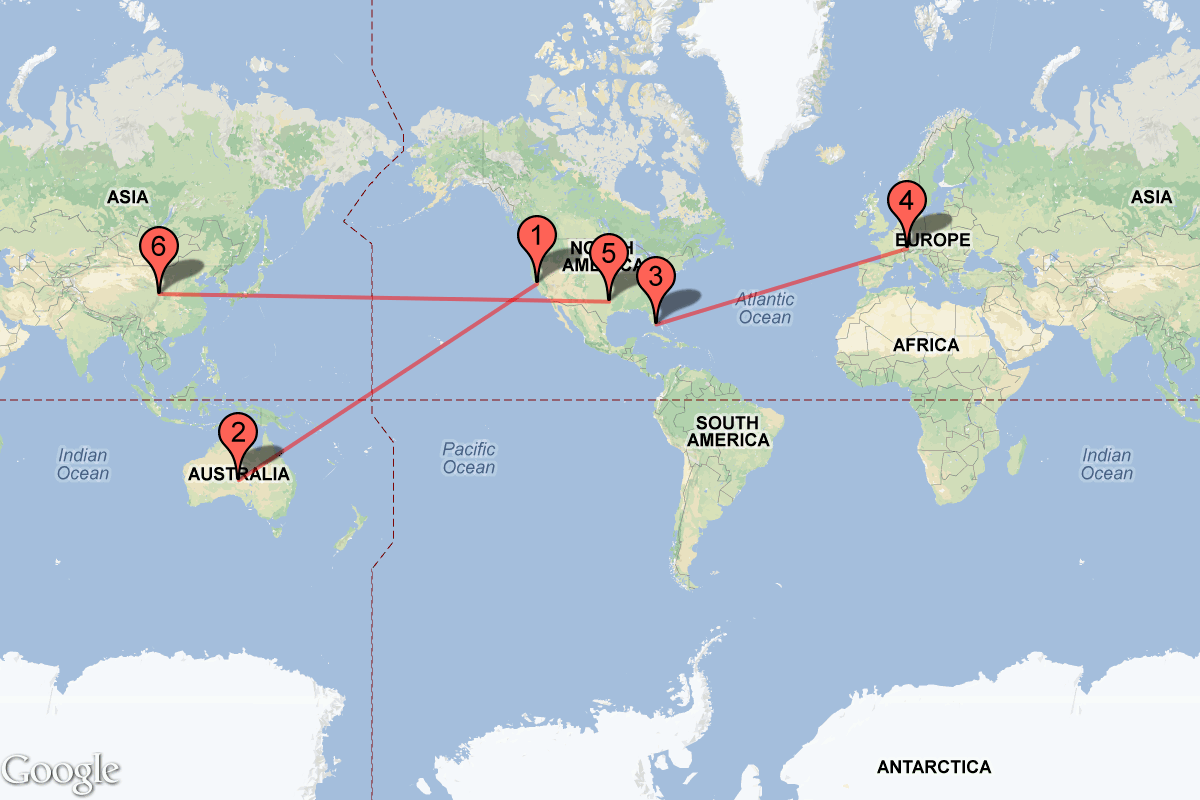 ASIA
ASIA
4
1
EUROPE
6
NORTH
AMERICA
5
3
Atlantic
Ocean
AFRICA
2
SOUTH
AMERICA
Indian
Ocean
AUSTRALIA
Pacific
Ocean
Indian
Ocean
Google
ANTARCTICA